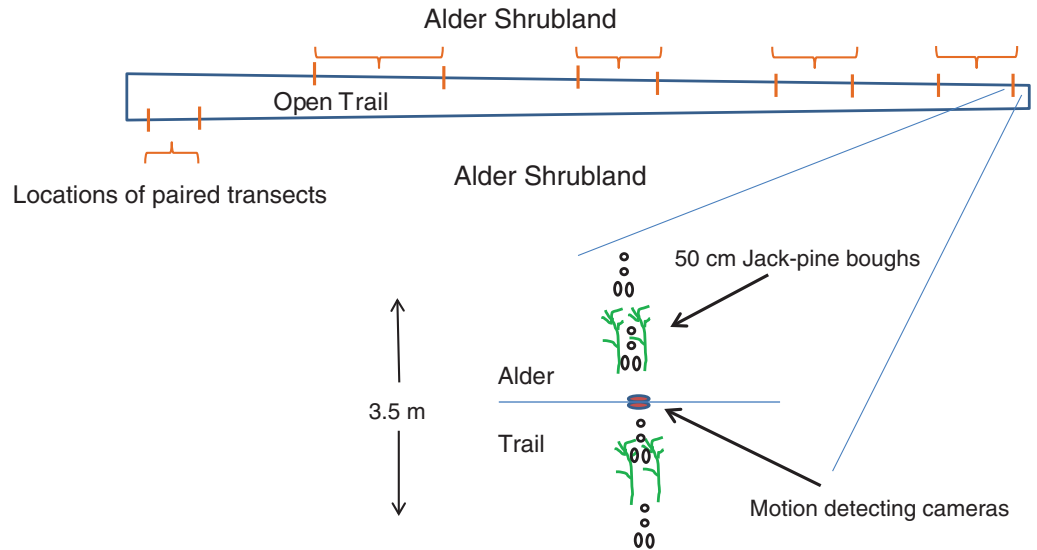 Alder Shrubland
Open Trail
Locations of paired transects
Alder Shrubland
50 cm Jack-pine boughs
Alder
3.5 m
Trail
Motion detecting cameras